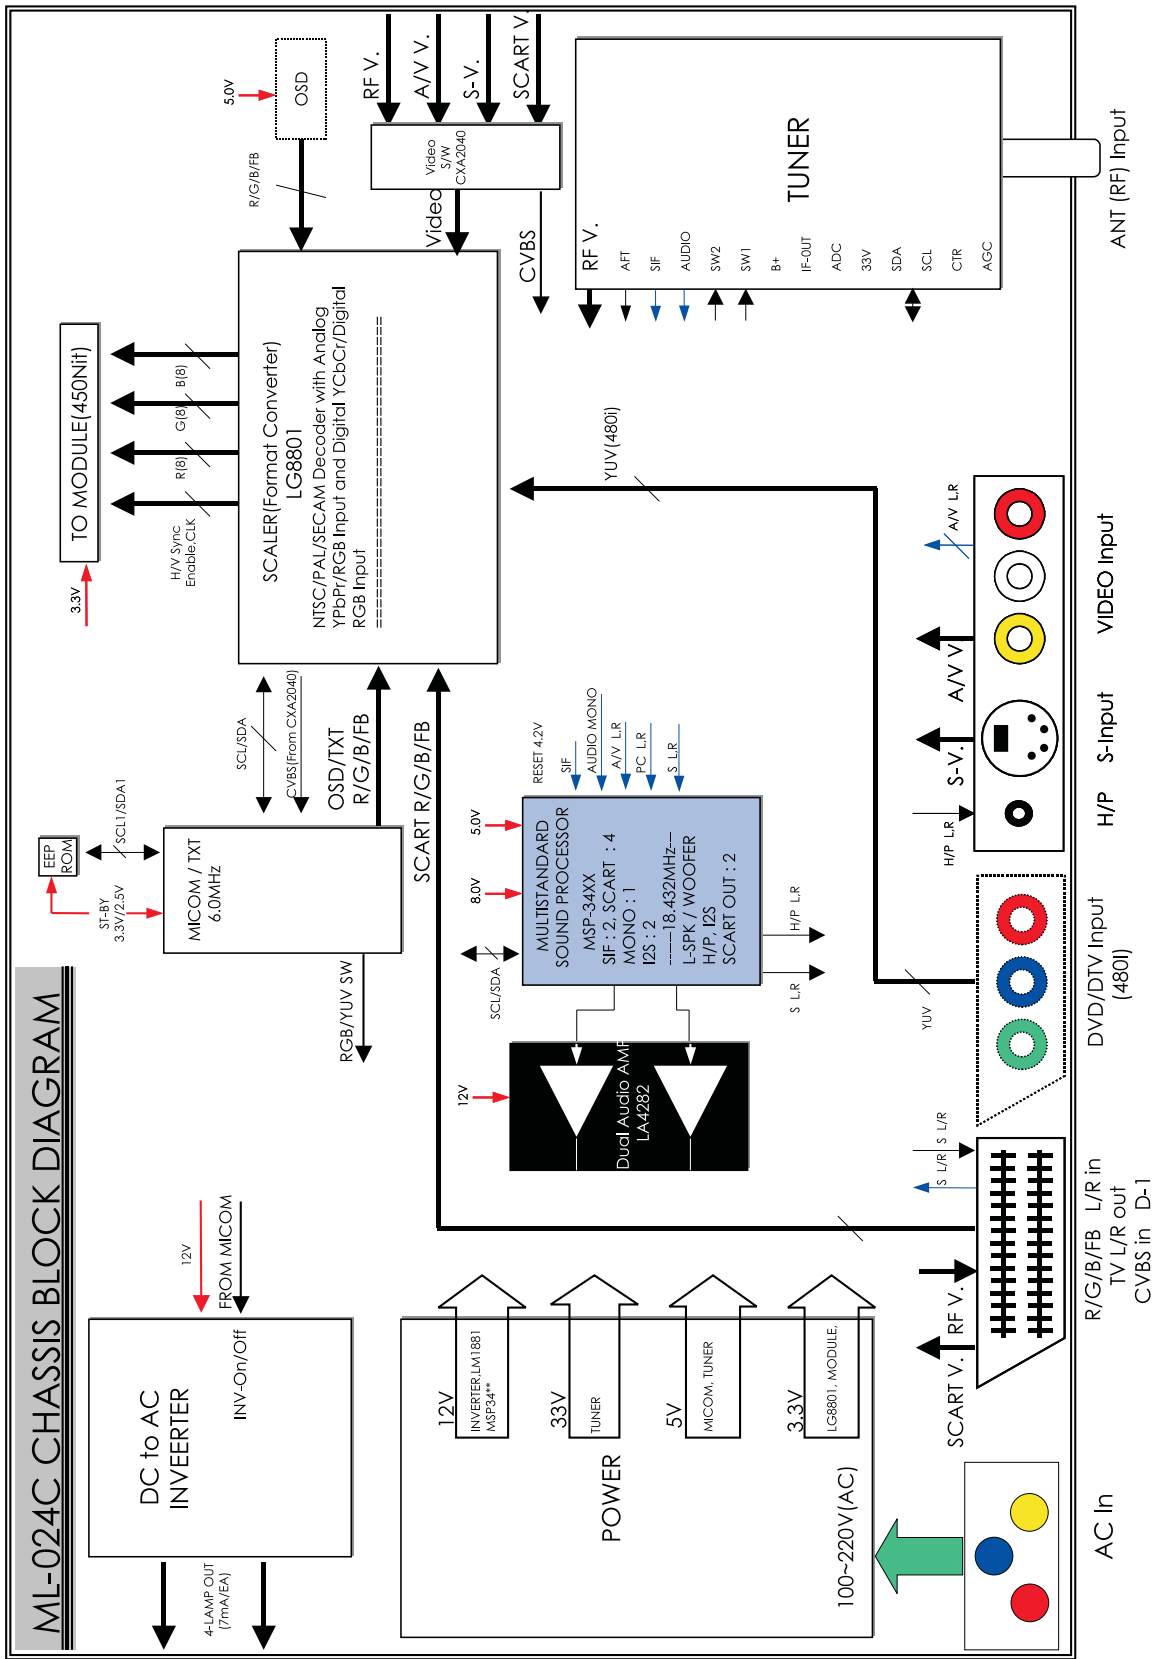 ML-024C CHASSIS BLOCK DIAGRAM
DC to AC
INVEERTER
INV-On/Off
12V
FROM MICOM
4-LAMP OUT
(7mA/EA)
ST-BY
3.3V/2.5V
EEP
ROM
SCL1/SDA1
MICOM / TXT
6.0MHz
RGB/YUV SW
SCL/SDA
CVBS(From CXA2040)
OSD/TXT
R/G/B/FB
SCART R/G/B/FB
3.3V
TO MODULE(450Nit)
H/V Sync
Enable,CLK
R(8)
G(8)
B(8)
SCALER(Format Converter)
LG8801
NTSC/PAL/SECAM Decoder with Analog
YPbPr/RGB Input and Digital YCbCr/Digital
RGB Input
==============================
5.0V
OSD
R/G/B/FB
RF V.
A/V V.
S-V.
SCART V.
Video
S/W
CXA2040
Video
CVBS
YUV(480i)
TUNER
RF V.
AFT
SIF
AUDIO
SW2
SW1
B+
IF-0UT
ADC
33V
SDA
SCL
CTR
AGC
ANT (RF) Input
POWER
12V
INVERTER,LM1881
MSP34**
33V
TUNER
5V
MICOM, TUNER
3.3V
LG8801, MODULE,
100~220V(AC)
12V
Dual Audio AMP
LA4282
SCL/SDA
8.0V
5.0V
RESET 4.2V
SIF
AUDIO MONO
A/V L,R
PC L,R
S L,R
MULTISTANDARD
SOUND PROCESSOR
MSP-34XX
SIF : 2, SCART : 4
MONO : 1
I2S : 2
-----18.432MHz---
L-SPK / WOOFER
H/P, I2S
SCART OUT : 2
S L,R
H/P L,R
AC In
SCART V.
RF V.
S L/R
S L/R
R/G/B/FB L/R in
TV L/R out
CVBS in D-1
YUV
DVD/DTV Input
(480I)
H/P L,R
S-V.
A/V V.
A/V L,R
H/P
S-Input
VIDEO Input